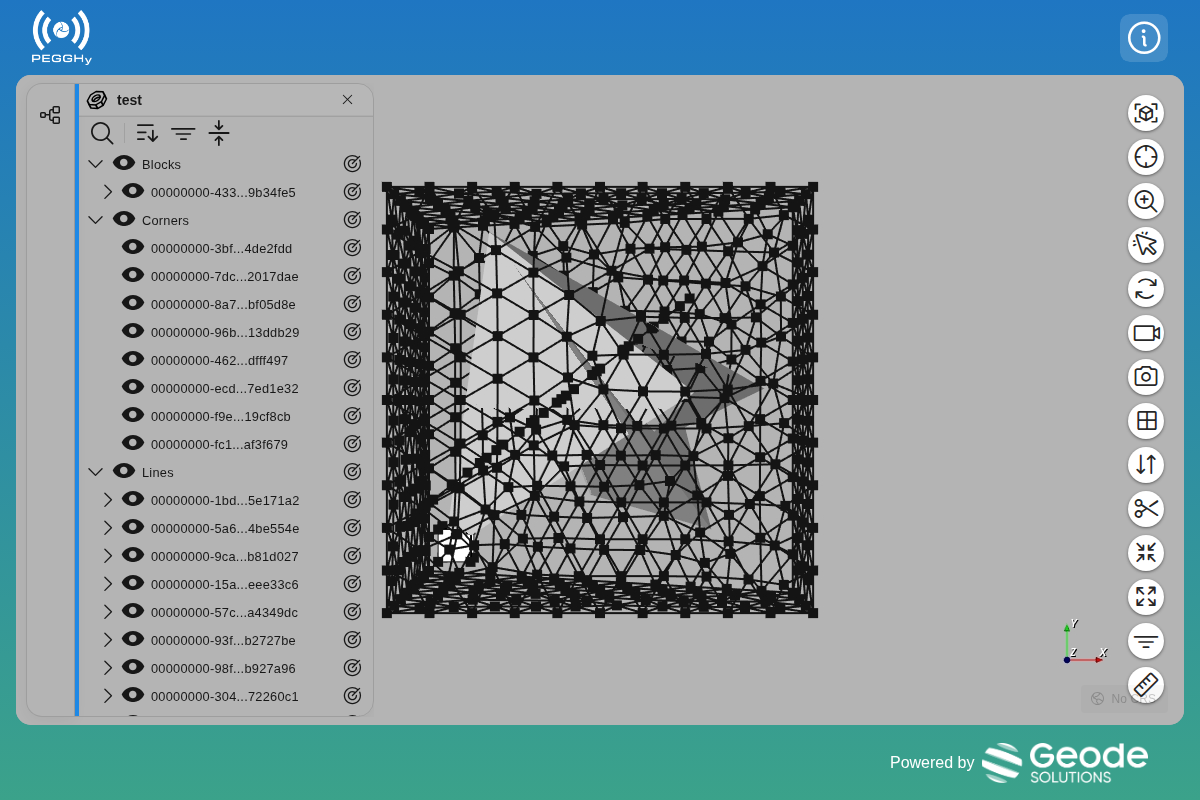 PEGGHy
test
Blocks
00000000-433...9b34fe5
Corners
00000000-3bf...4de2fdd
00000000-7dc...2017dae
00000000-8a7...bf05d8e
00000000-96b...13ddb29
00000000-462...dfff497
00000000-ecd...7ed1e32
00000000-f9e...19cf8cb
00000000-fc1...af3f679
Lines
00000000-1bd...5e171a2
00000000-5a6...4be554e
00000000-9ca...b81d027
00000000-15a...eee33c6
00000000-57c...a4349dc
00000000-93f...b2727be
00000000-98f...b927a96
00000000-304...72260c1
Y
Z X
No CRS
Powered by Geode
SOLUTIONS